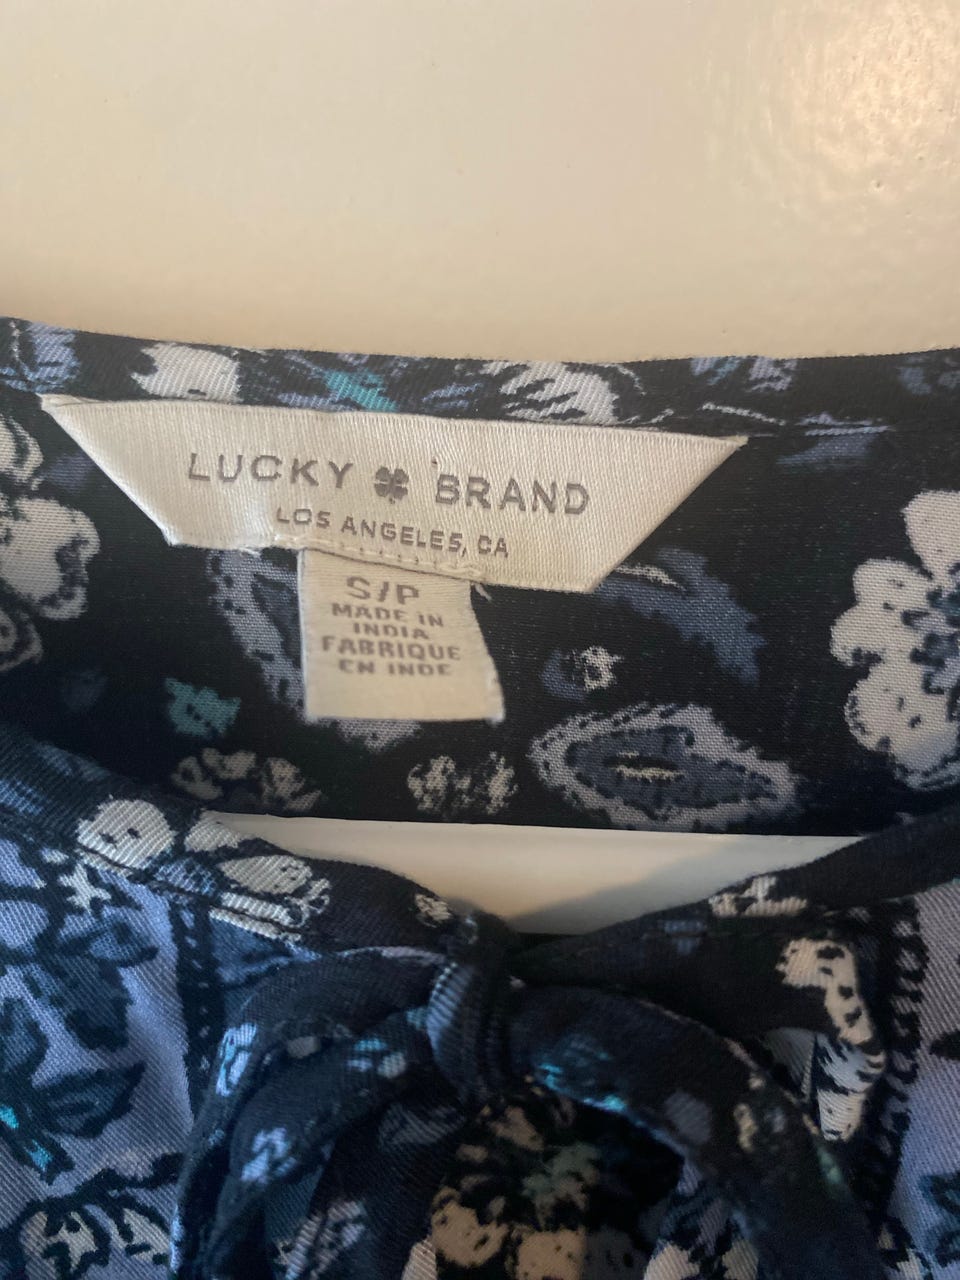 LUCKY BRAND
LOS ANGELES, CA
S/P
MADE IN
INDIA
FABRIQUE
EN INDE